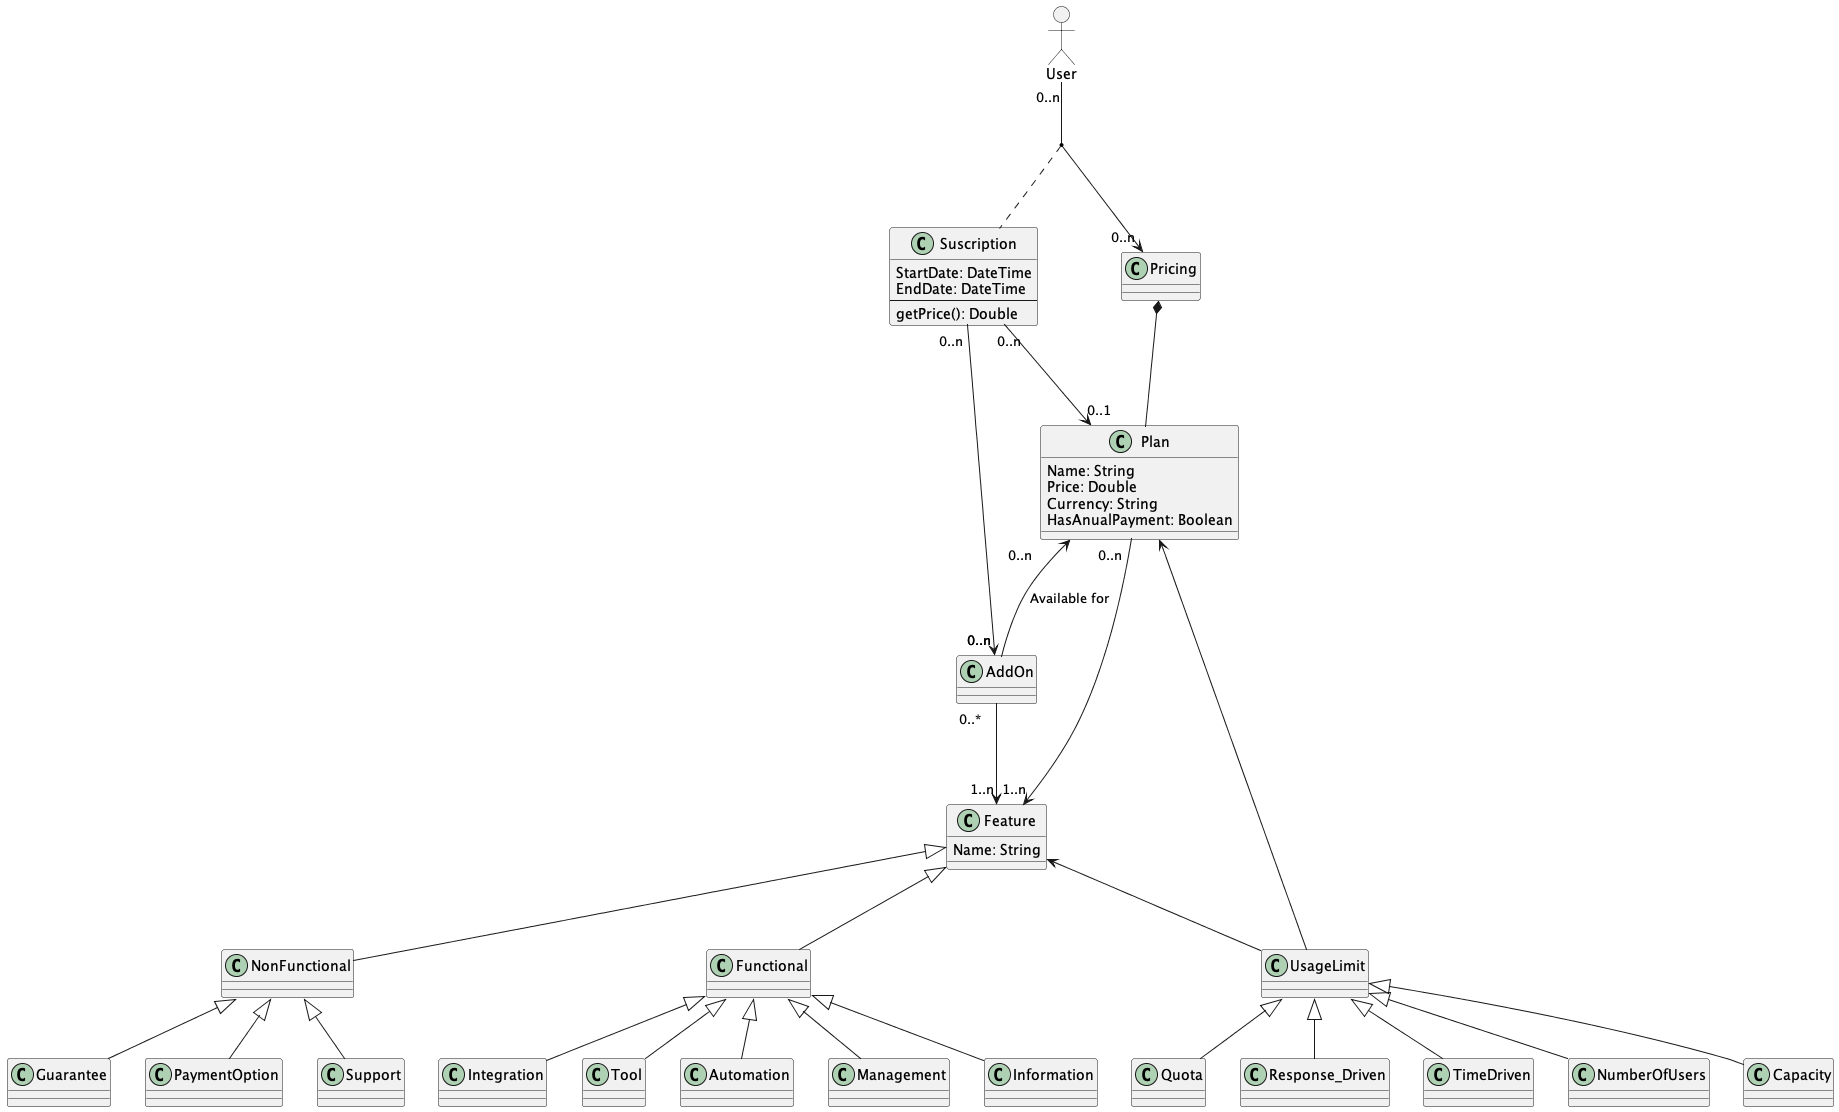 User
0..n
0..n
C Suscription
StartDate: DateTime
EndDate: DateTime
getPrice(): Double
C Pricing
0..n
0..n
0..1
C Plan
Name: String
Price: Double
Currency: String
HasAnualPayment: Boolean
0..n
0..n
Available for
0..n
C AddOn
0..*
1..n
1..n
C Feature
Name: String
C NonFunctional
C Functional
C UsageLimit
C Guarantee
C PaymentOption
C Support
C Integration
C Tool
C Automation
C Management
C Information
C Quota
C Response_Driven
C TimeDriven
C NumberOfUsers
C Capacity